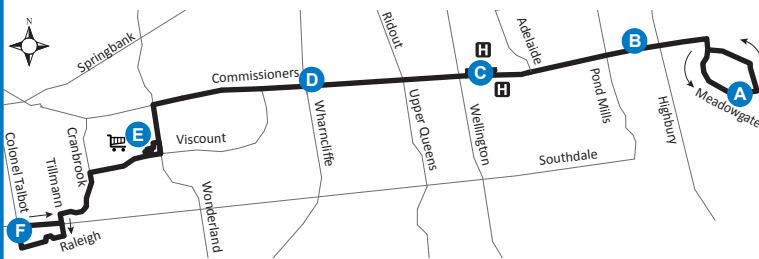 N
Springbank
Ridout
Adelaide
H
B
Commissioners
D
C
H
A
Meadowgate
Colonel Talbot
Tillmann
Cranbrook
E
Viscount
Wharncliffe
Upper Queens
Wellington
Pond Mills
Highbury
Southdale
Wonderland
F
Raleigh